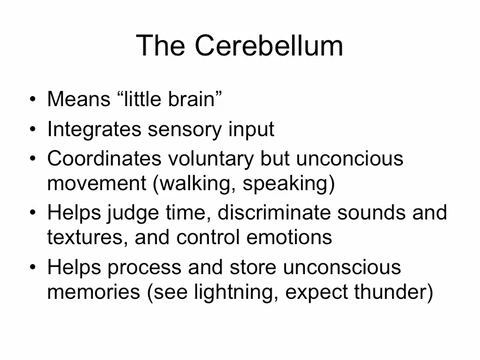 The Cerebellum
• Means “little brain”
• Integrates sensory input
• Coordinates voluntary but unconcious
movement (walking, speaking)
• Helps judge time, discriminate sounds and
textures, and control emotions
• Helps process and store unconscious
memories (see lightning, expect thunder)